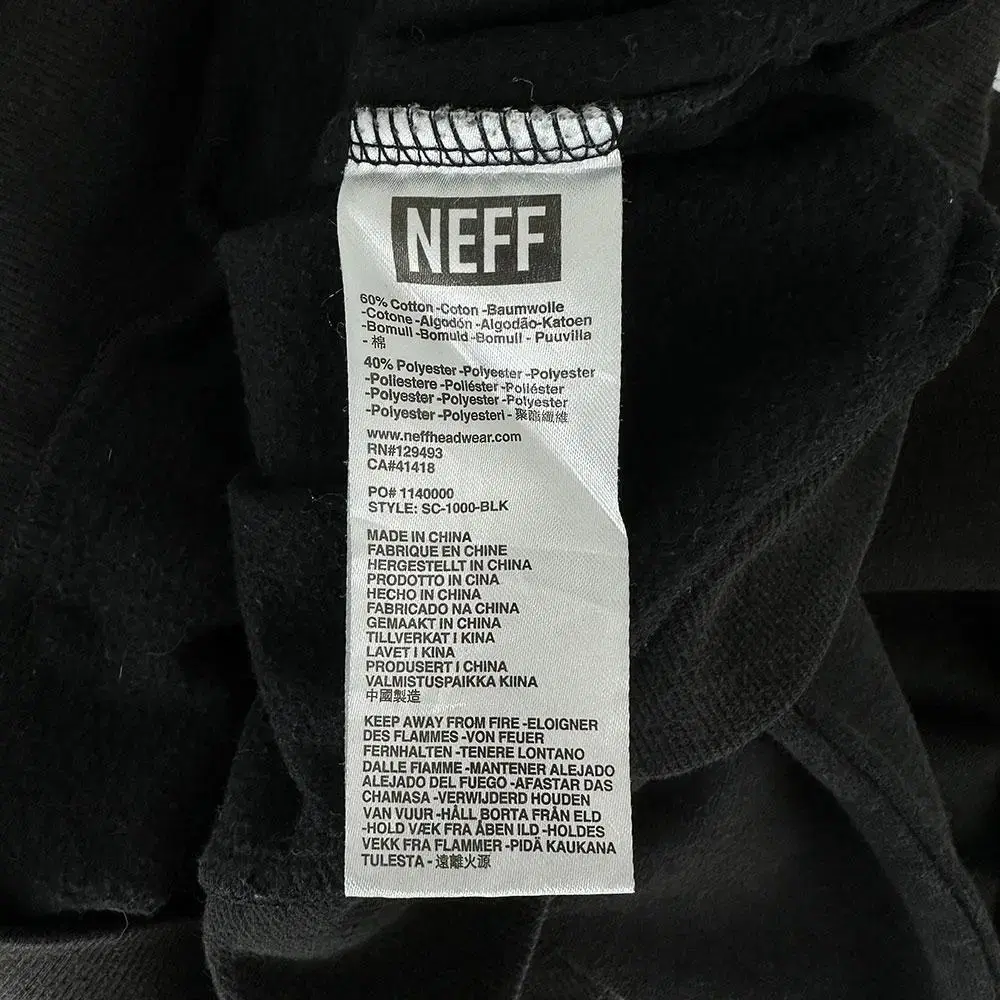 NEFF
60% Cotton -Coton -Baumwolle
-Cotone -Algodón -Algodão-Katoen
-Bomull -Bomuld -Bomull - Puuvilla
- 棉
40% Polyester -Polyester -Polyester
-Poliestere -Poliéster -Poliéster
-Polyester -Polyester -Polyester
-Polyester -Polyesteri - 聚酯纖維
www.neffheadwear.com
RN#129493
CA#41418
PO# 1140000
STYLE: SC-1000-BLK
MADE IN CHINA
FABRIQUE EN CHINE
HERGESTELLT IN CHINA
PRODOTTO IN CINA
HECHO IN CHINA
FABRICADO NA CHINA
GEMAAKT IN CHINA
TILLVERKAT I KINA
LAVET I KINA
PRODUSERT I CHINA
VALMISTUSPAIKKA KIINA
中國製造
KEEP AWAY FROM FIRE -ELOIGNER
DES FLAMMES -VON FEUER
FERNHALTEN -TENERE LONTANO
DALLE FIAMME -MANTENER ALEJADO
ALEJADO DEL FUEGO -AFASTAR DAS
CHAMASA -VERWIJDERD HOUDEN
VAN VUUR -HÅLL BORTA FRÅN ELD
-HOLD VÆK FRA ÅBEN ILD -HOLDES
VEKK FRA FLAMMER -PIDÄ KAUKANA
TULESTA - 遠離火源